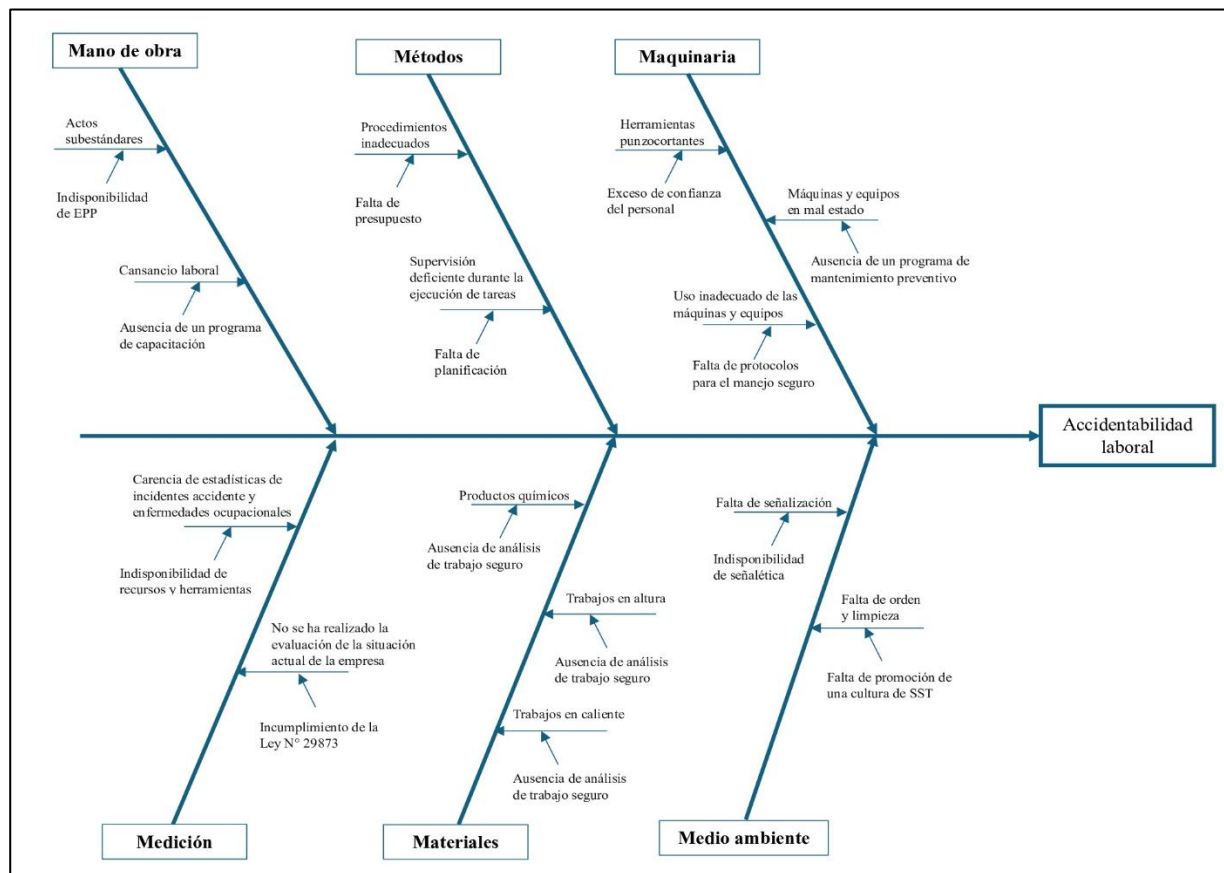 Mano de obra
Actos
subestándares
Indisponibilidad
de EPP
Cansancio laboral
Ausencia de un programa
de capacitación
Métodos
Procedimientos
inadecuados
Falta de
presupuesto
Supervisión
deficiente durante la
ejecución de tareas
Falta de
planificación
Maquinaria
Herramientas
punzocortantes
Exceso de confianza
del personal
Máquinas y equipos
en mal estado
Ausencia de un programa de
mantenimiento preventivo
Uso inadecuado de las
máquinas y equipos
Falta de protocolos
para el manejo seguro
Accidentabilidad
laboral
Carencia de estadísticas de
incidentes accidente y
enfermedades ocupacionales
Indisponibilidad de
recursos y herramientas
No se ha realizado la
evaluación de la situación
actual de la empresa
Incumplimiento de la
Ley N° 29873
Medición
Productos químicos
Ausencia de análisis
de trabajo seguro
Trabajos en altura
Ausencia de análisis
de trabajo seguro
Trabajos en caliente
Ausencia de análisis
de trabajo seguro
Materiales
Falta de señalización
Indisponibilidad
de señalética
Falta de orden
y limpieza
Falta de promoción de
una cultura de SST
Medio ambiente